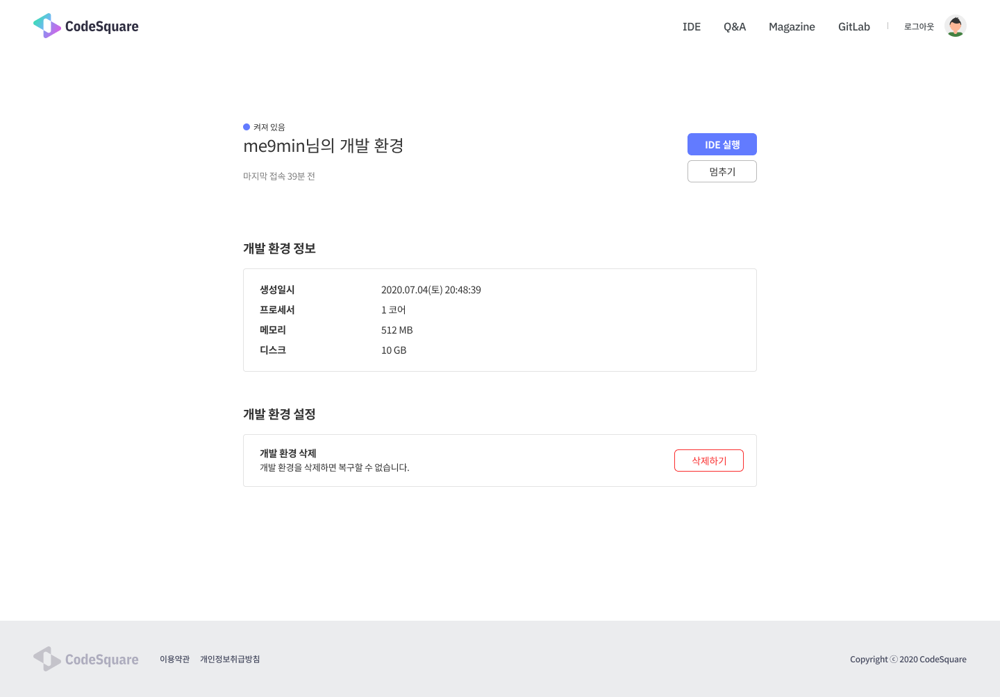 CodeSquare
IDE Q&A Magazine GitLab 로그아웃
켜져 있음
me9min님의 개발 환경
IDE 실행
마지막 접속 39분 전
멈추기
개발 환경 정보
생성일시 2020.07.04(토) 20:48:39
프로세서 1 코어
메모리 512 MB
디스크 10 GB
개발 환경 설정
개발 환경 삭제
개발 환경을 삭제하면 복구할 수 없습니다.
삭제하기
CodeSquare 이용약관 개인정보취급방침 Copyright ⓒ 2020 CodeSquare